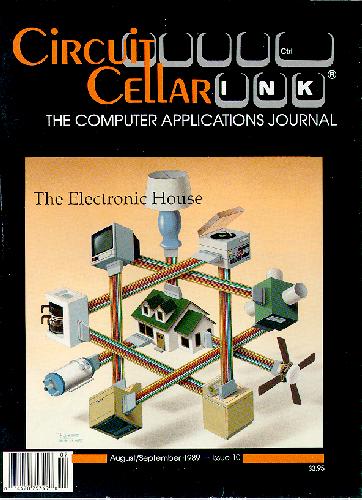 CIRCUIT
Ctrl
CELLAR INK®
THE COMPUTER APPLICATIONS JOURNAL
The Electronic House
August/September 1989 - Issue 10
$3.95